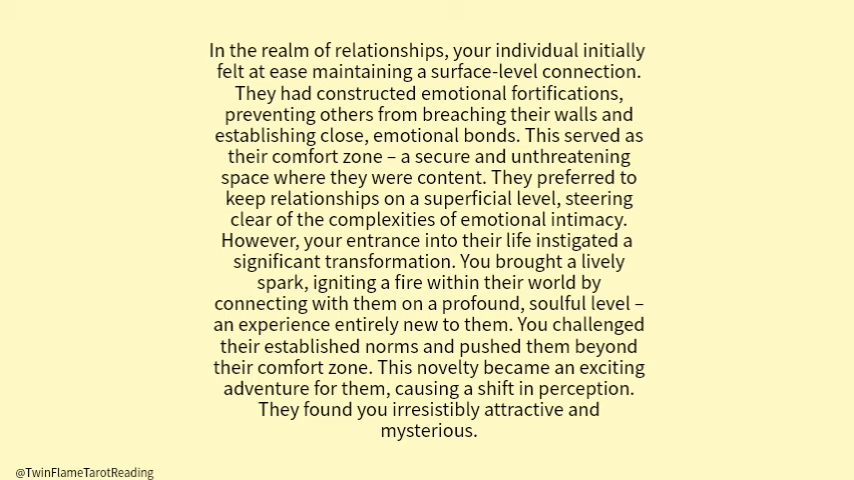 In the realm of relationships, your individual initially
felt at ease maintaining a surface-level connection.
They had constructed emotional fortifications,
preventing others from breaching their walls and
establishing close, emotional bonds. This served as
their comfort zone – a secure and unthreatening
space where they were content. They preferred to
keep relationships on a superficial level, steering
clear of the complexities of emotional intimacy.
However, your entrance into their life instigated a
significant transformation. You brought a lively
spark, igniting a fire within their world by
connecting with them on a profound, soulful level –
an experience entirely new to them. You challenged
their established norms and pushed them beyond
their comfort zone. This novelty became an exciting
adventure for them, causing a shift in perception.
They found you irresistibly attractive and
mysterious.
@TwinFlameTarotReading